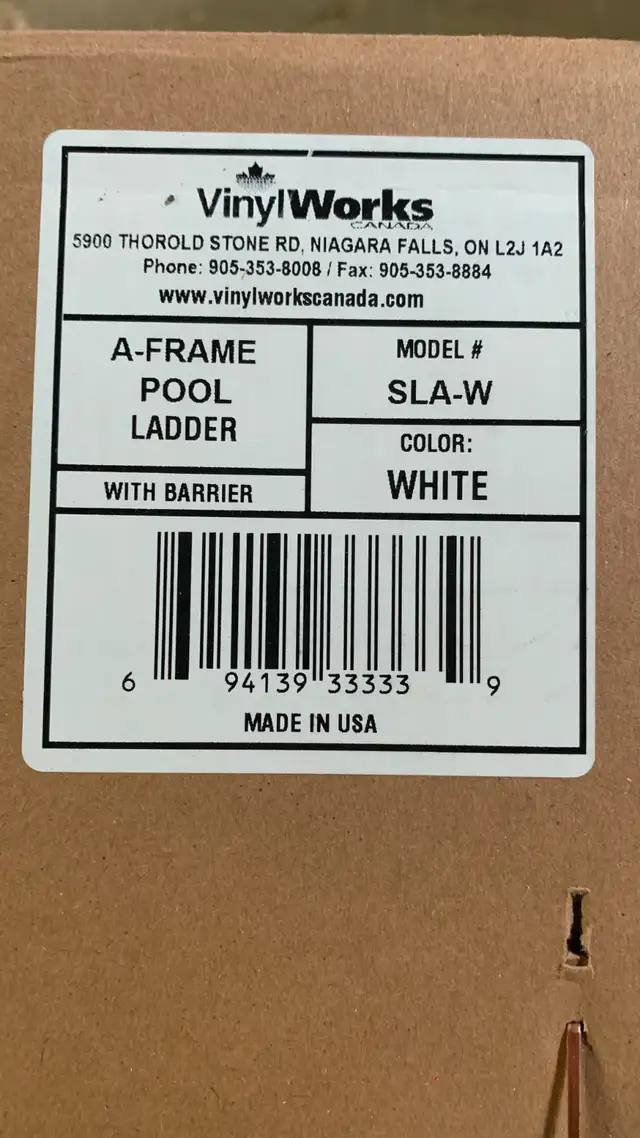 VinylWorks
CANADA
5900 THOROLD STONE RD, NIAGARA FALLS, ON L2J 1A2
Phone: 905-353-8008 / Fax: 905-353-8884
www.vinylworkscanada.com
A-FRAME
POOL
LADDER
WITH BARRIER
MODEL #
SLA-W
COLOR:
WHITE
6 94139 33333 9
MADE IN USA